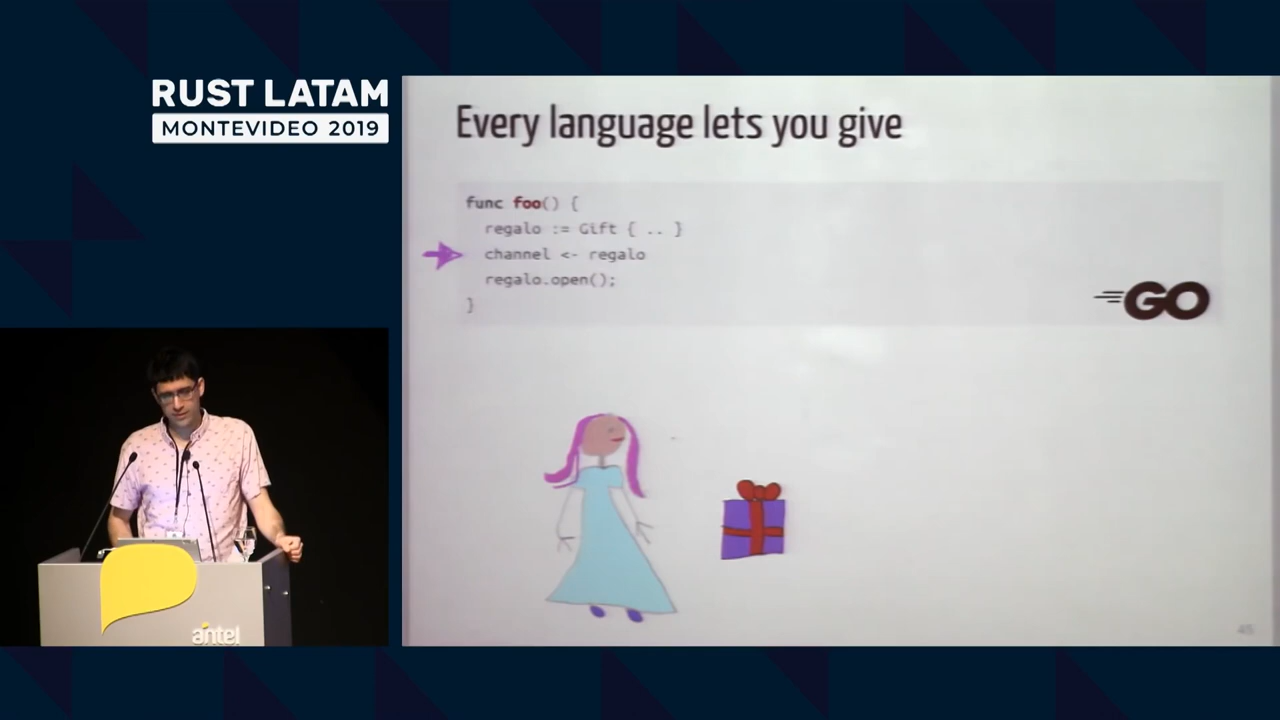 RUST LATAM
MONTEVIDEO 2019
Every language lets you give
func foo() {
regalo := Gift { .. }
channel <- regalo
regalo.open();
}
GO
antel
45